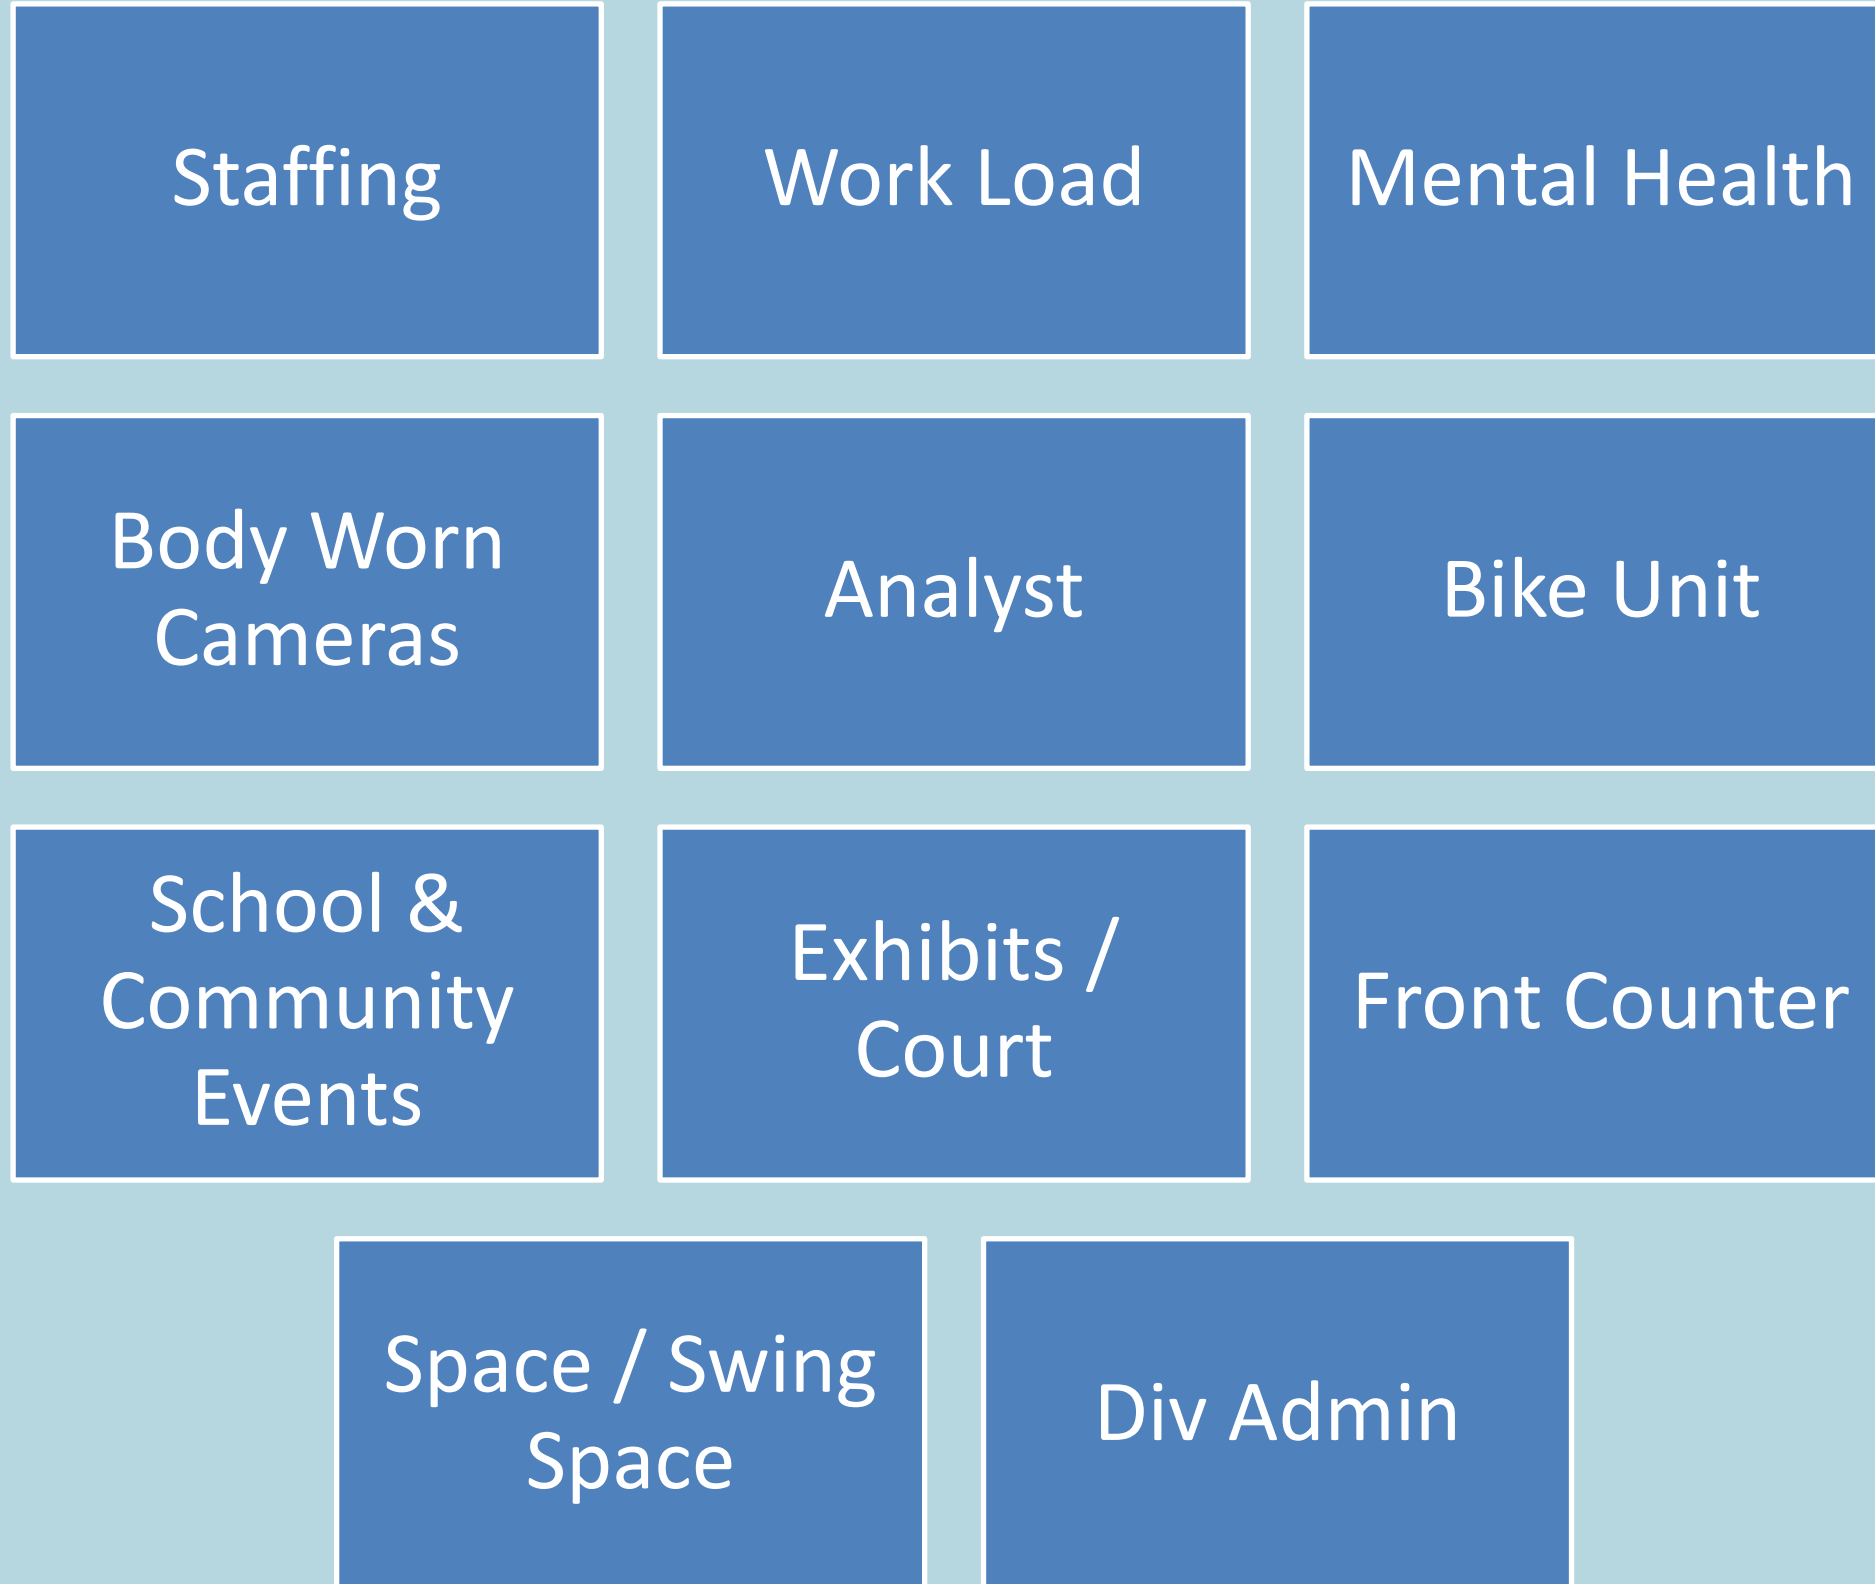 Staffing
Work Load
Mental Health
Body Worn
Cameras
Analyst
Bike Unit
School &
Community
Events
Exhibits /
Court
Front Counter
Space / Swing
Space
Div Admin